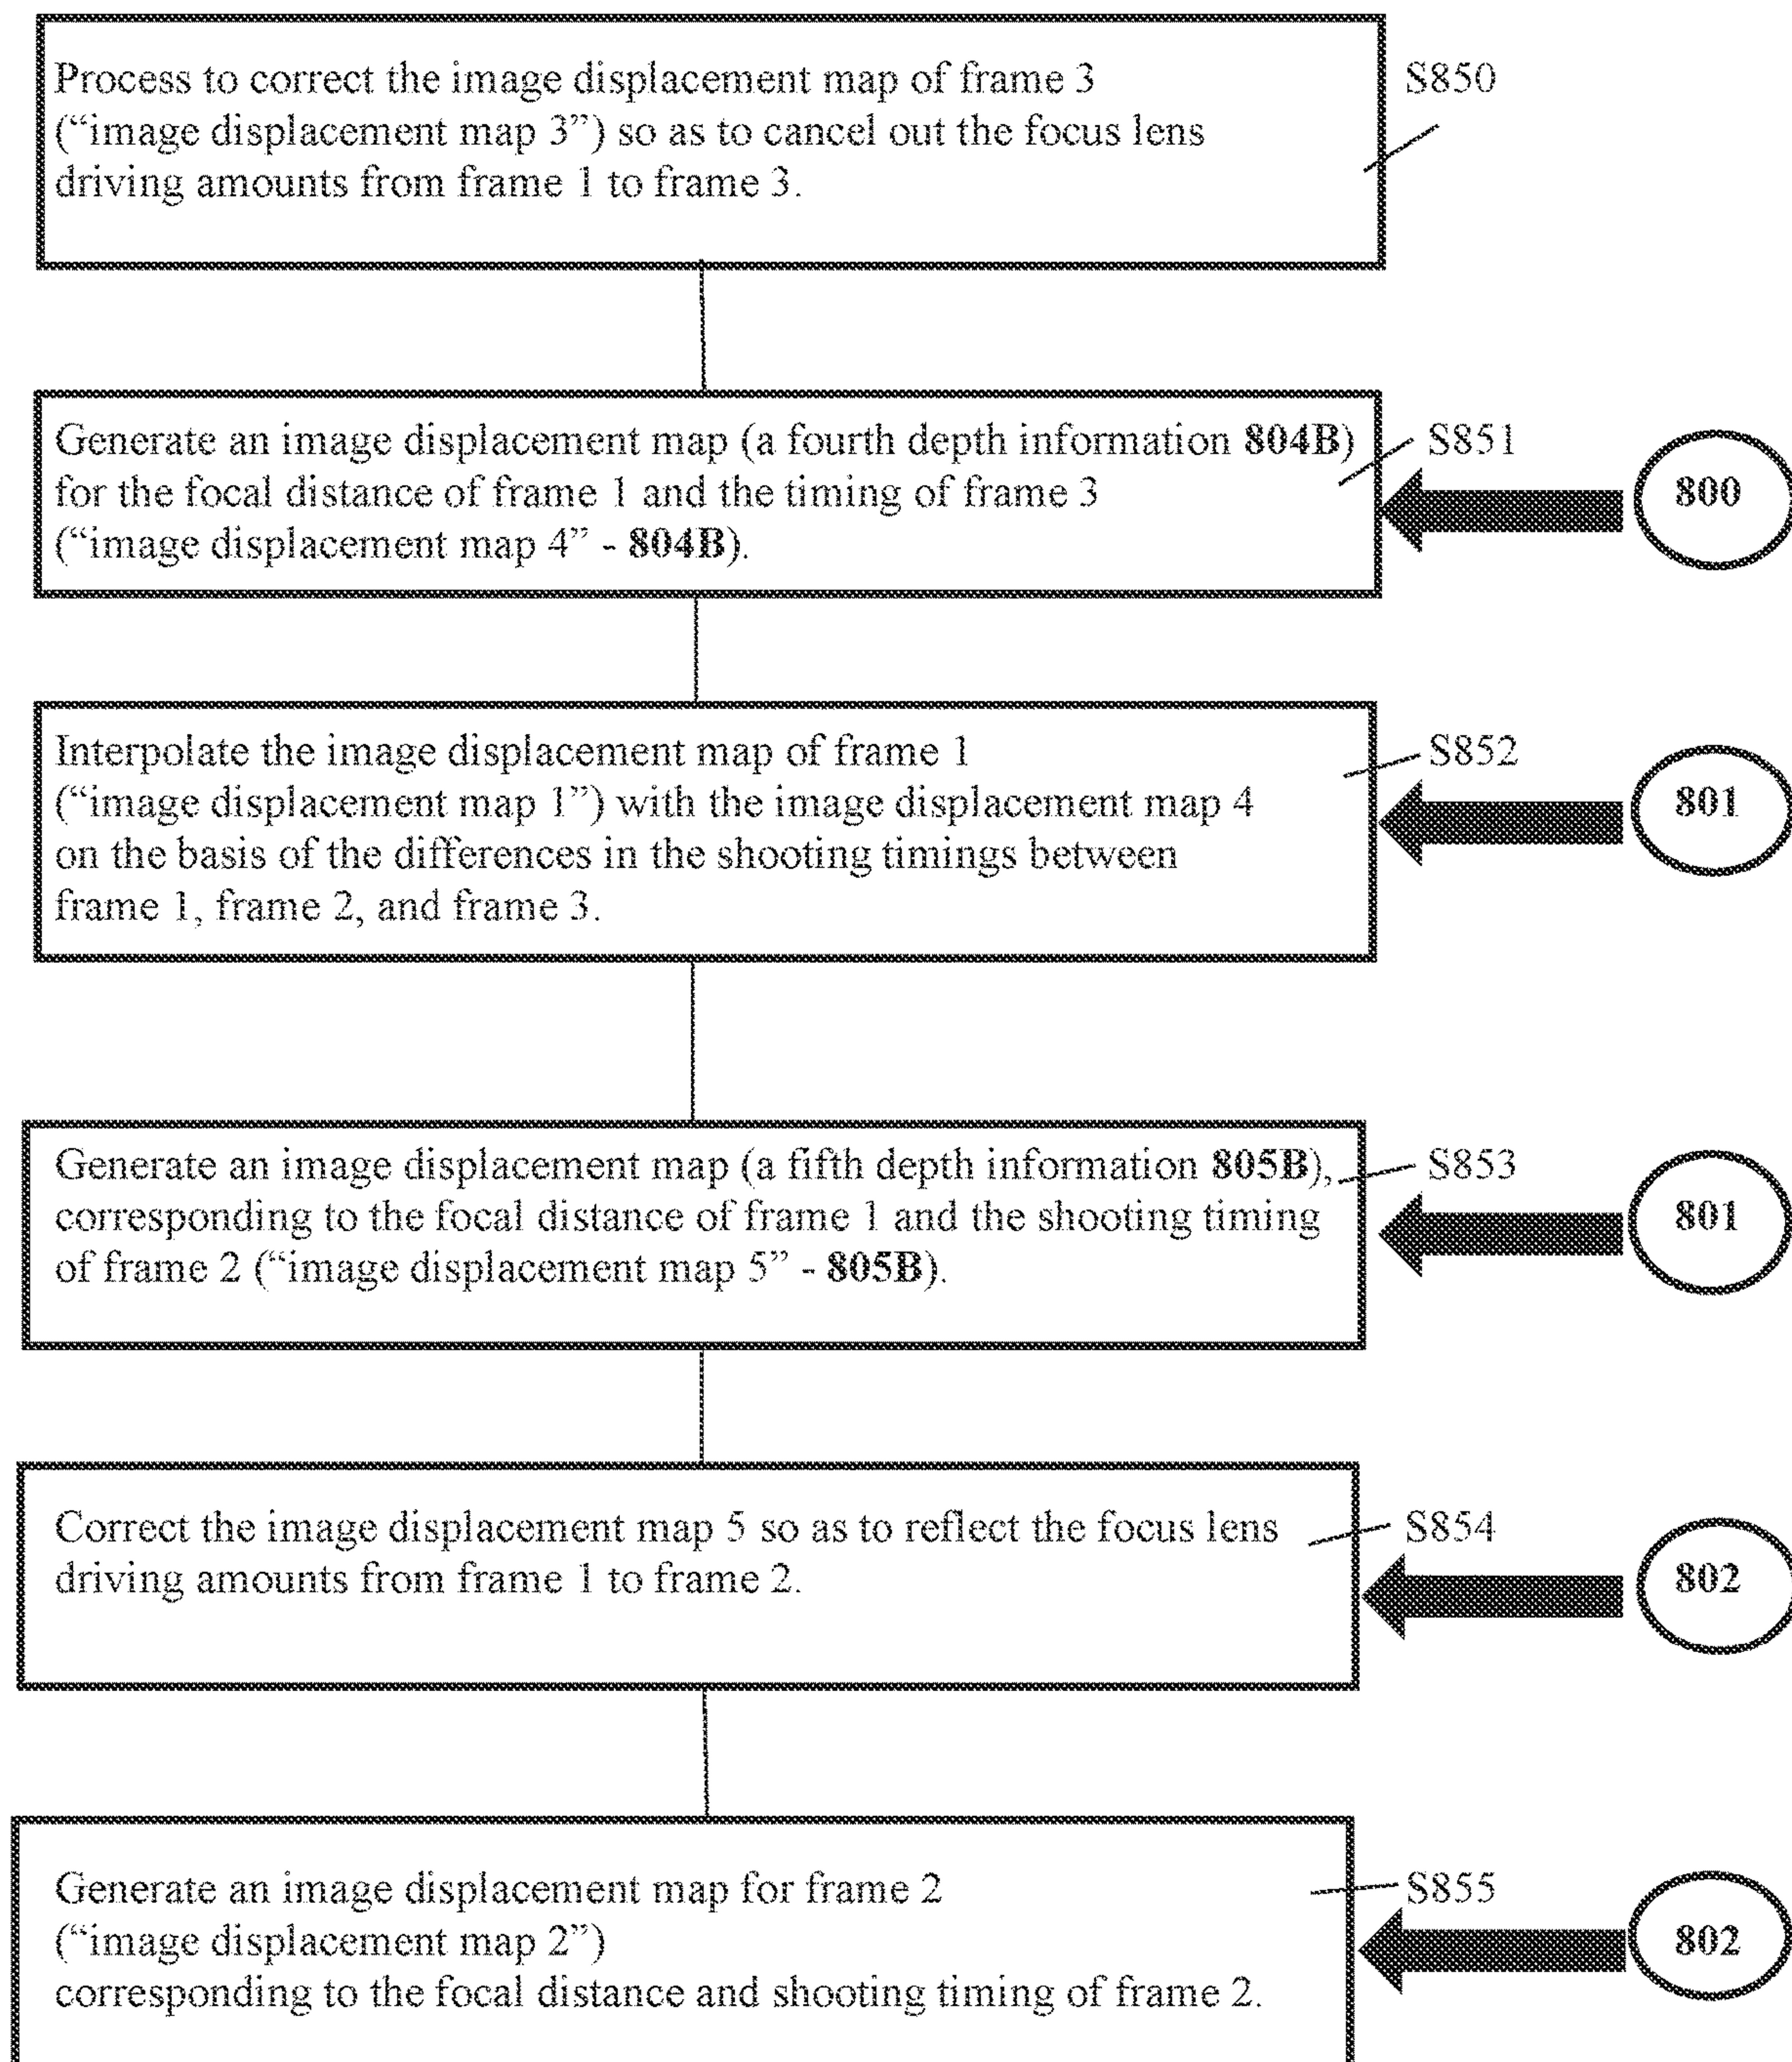 Process to correct the image displacement map of frame 3
(“image displacement map 3”) so as to cancel out the focus lens
driving amounts from frame 1 to frame 3.
S850
Generate an image displacement map (a fourth depth information 804B)
for the focal distance of frame 1 and the timing of frame 3
(“image displacement map 4” - 804B).
S851
800
Interpolate the image displacement map of frame 1
(“image displacement map 1”) with the image displacement map 4
on the basis of the differences in the shooting timings between
frame 1, frame 2, and frame 3.
S852
801
Generate an image displacement map (a fifth depth information 805B),
corresponding to the focal distance of frame 1 and the shooting timing
of frame 2 (“image displacement map 5” - 805B).
S853
801
Correct the image displacement map 5 so as to reflect the focus lens
driving amounts from frame 1 to frame 2.
S854
802
Generate an image displacement map for frame 2
(“image displacement map 2”)
corresponding to the focal distance and shooting timing of frame 2.
S855
802